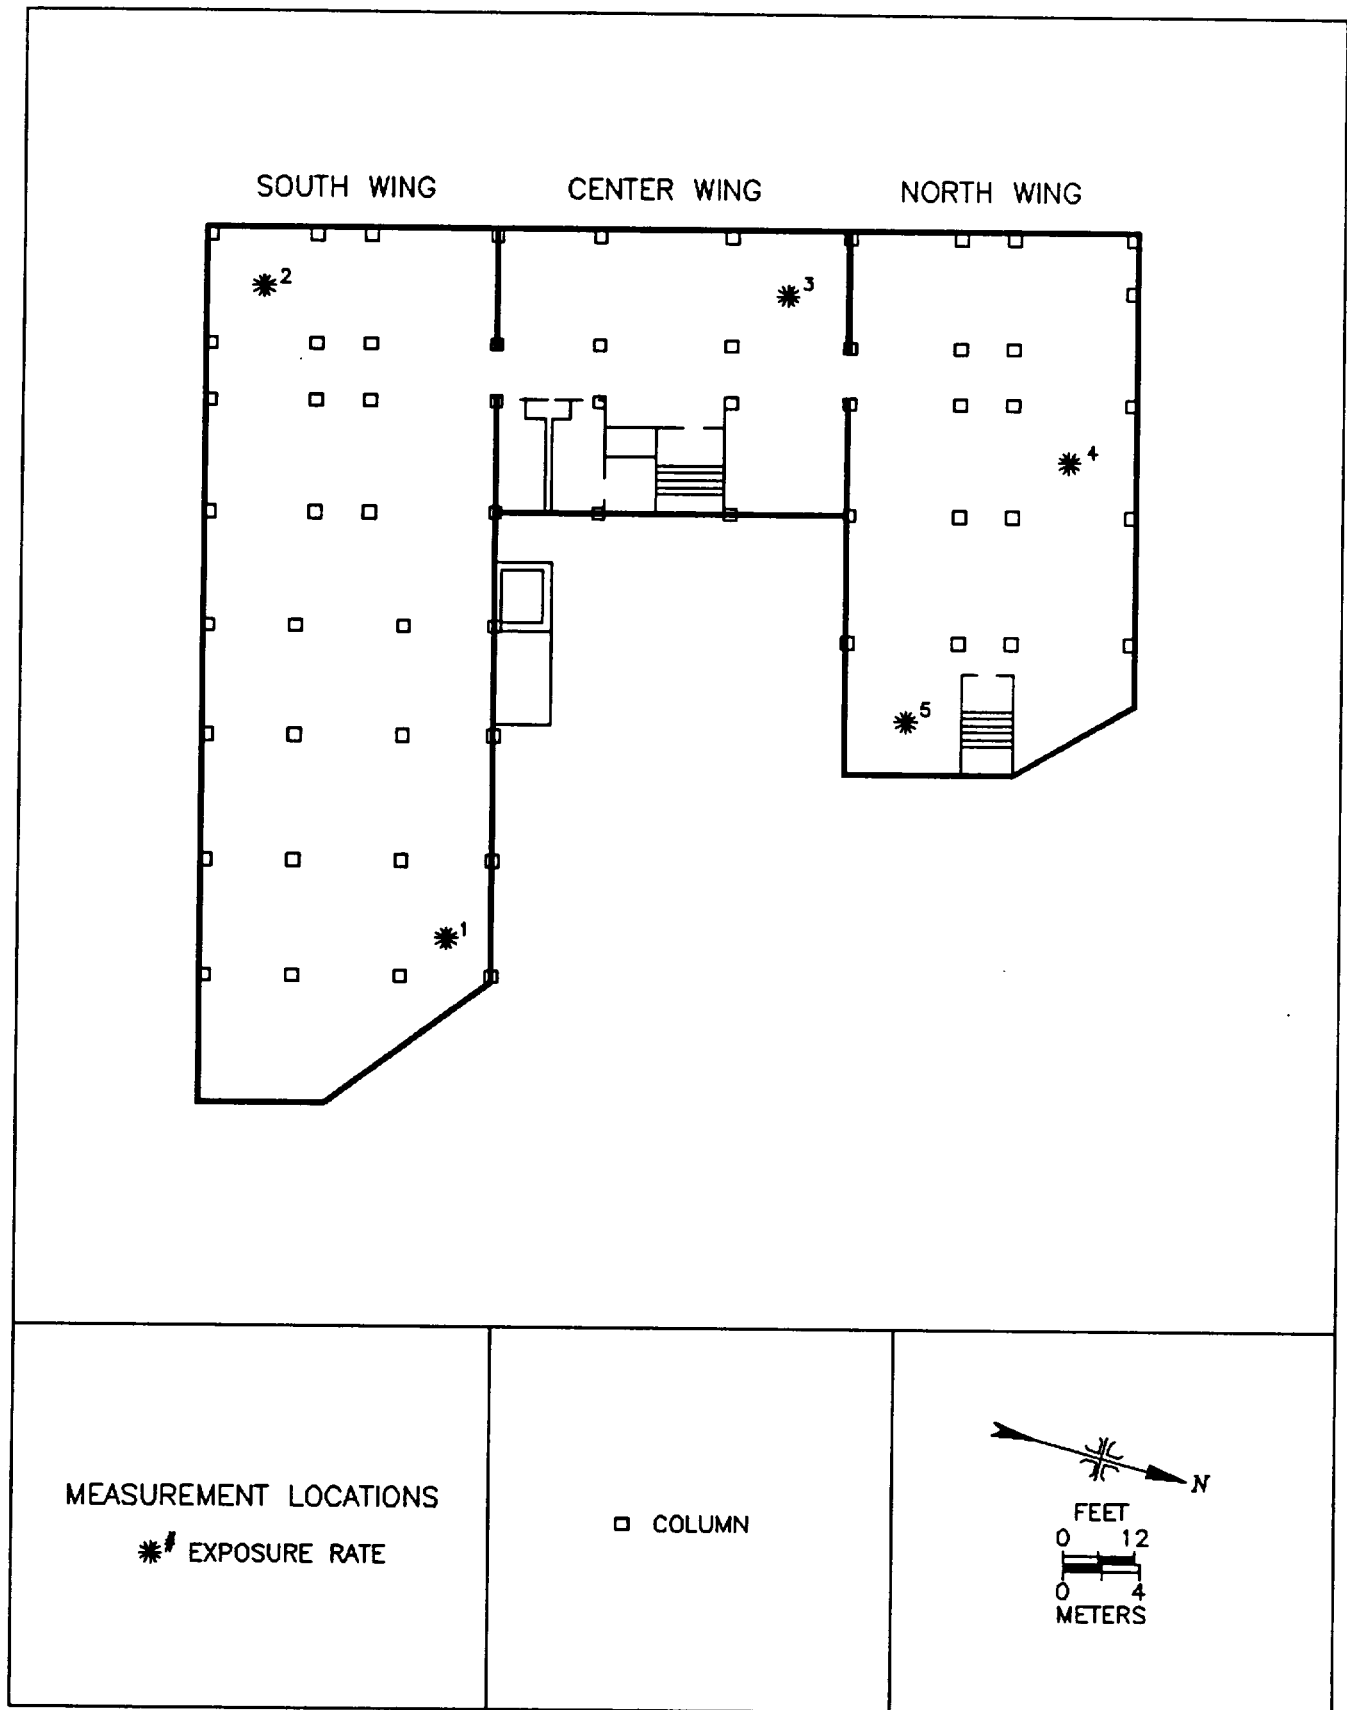 SOUTH WING
CENTER WING
NORTH WING
2
3
4
5
1
MEASUREMENT LOCATIONS
# EXPOSURE RATE
COLUMN
N
FEET
0 12
0 4
METERS